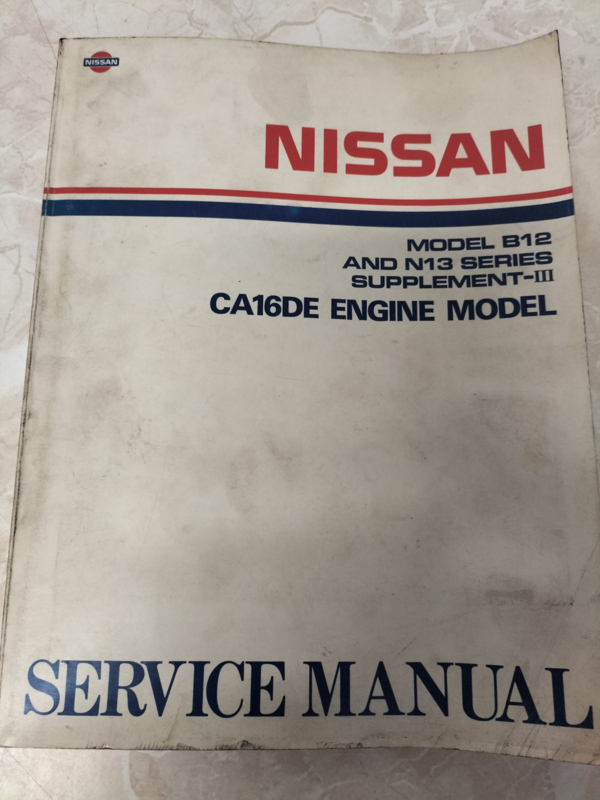 NISSAN
NISSAN
MODEL B12
AND N13 SERIES
SUPPLEMENT-III
CA16DE ENGINE MODEL
SERVICE MANUAL